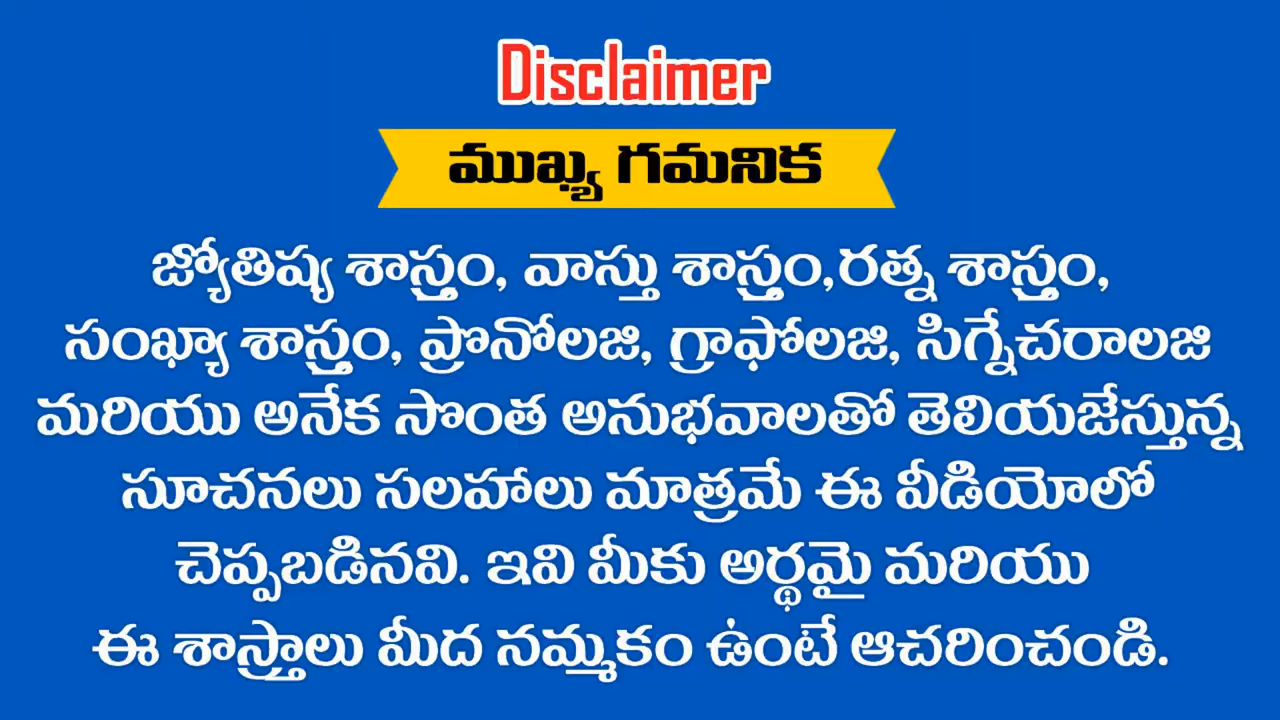 Disclaimer
ముఖ్య గమనిక
జ్యోతిష్య శాస్త్రం, వాస్తు శాస్త్రం,రత్న శాస్త్రం,
సంఖ్యా శాస్త్రం, ప్రొనోలజి, గ్రాఫోలజి, సిగ్నేచరాలజి
మరియు అనేక సొంత అనుభవాలతో తెలియజేస్తున్న
సూచనలు సలహాలు మాత్రమే ఈ వీడియోలో
చెప్పబడినవి. ఇవి మీకు అర్థమై మరియు
ఈ శాస్త్రాలు మీద నమ్మకం ఉంటే ఆచరించండి.